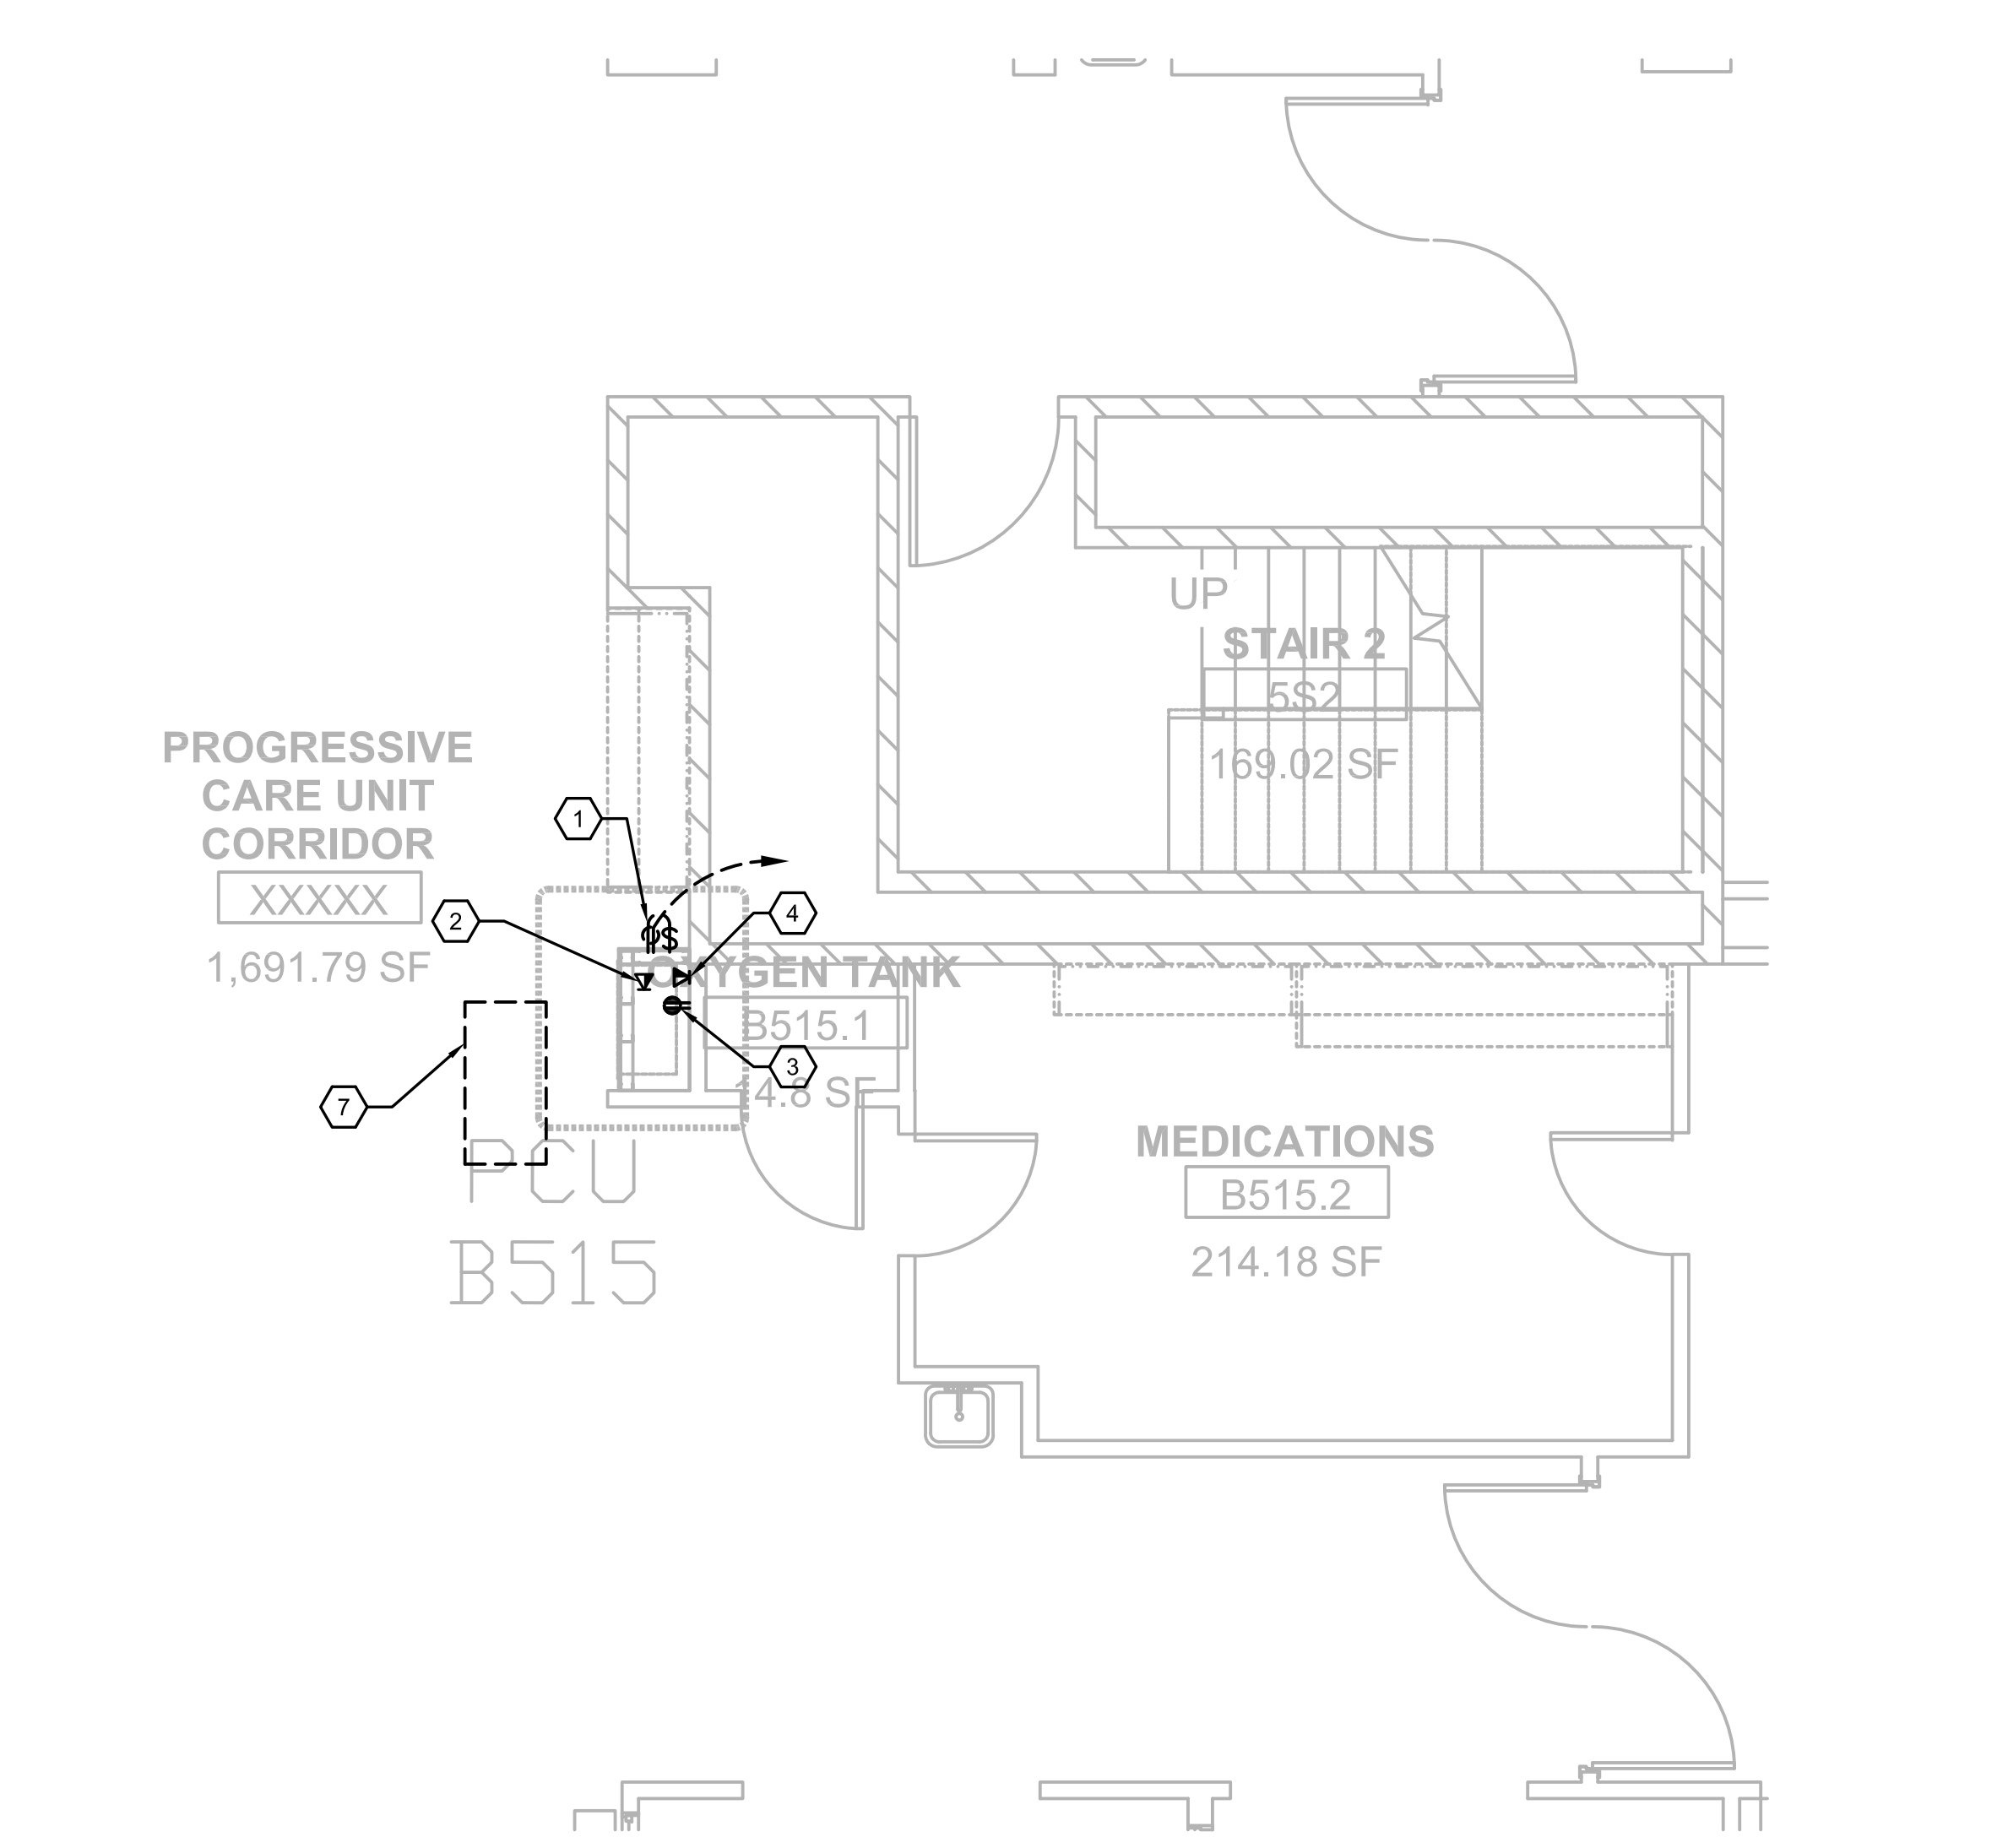 UP
STAIR 2
5S2
169.02 SF
PROGRESSIVE
CARE UNIT
CORRIDOR
XXXXX
1,691.79 SF
1
2
4
OXYGEN TANK
B515.1
3
14.8 SF
7
PCU
B515
MEDICATIONS
B515.2
214.18 SF